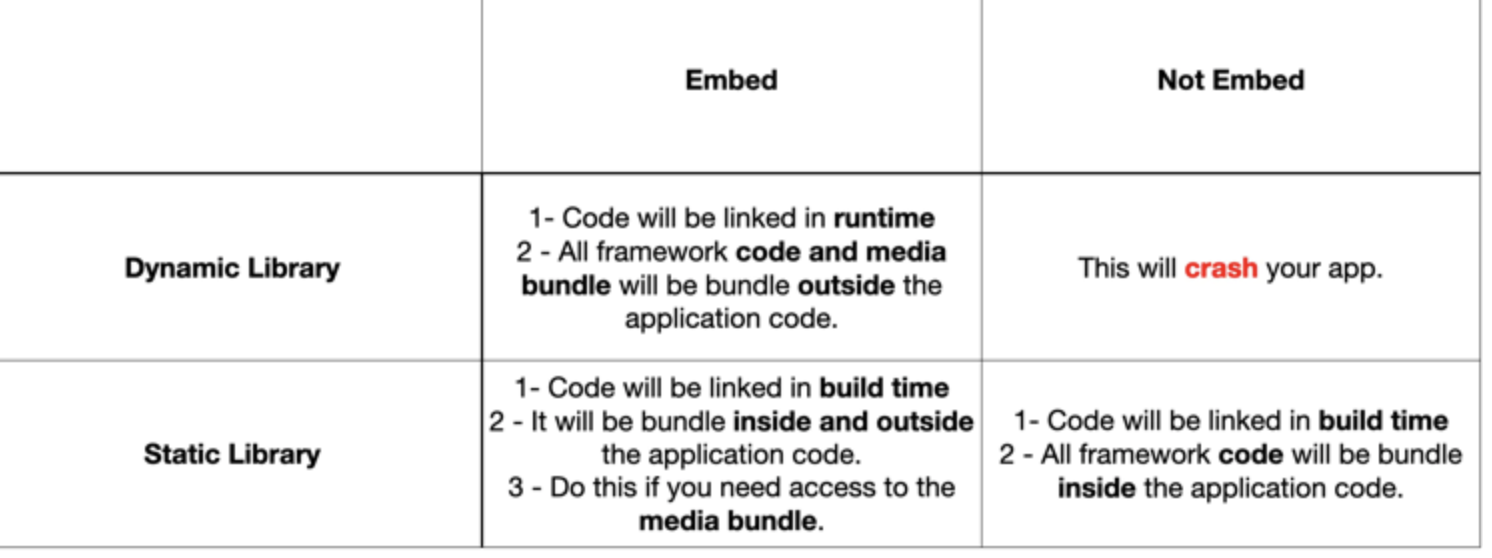 Embed
Not Embed
Dynamic Library
1- Code will be linked in runtime
2 - All framework code and media
bundle will be bundle outside the
application code.
This will crash your app.
Static Library
1- Code will be linked in build time
2 - It will be bundle inside and outside
the application code.
3 - Do this if you need access to the
media bundle.
1- Code will be linked in build time
2 - All framework code will be bundle
inside the application code.